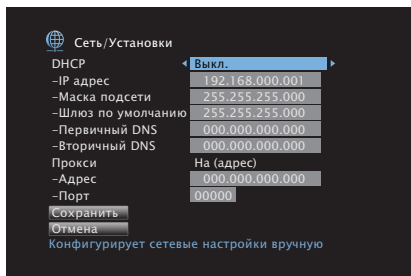 Сеть/Установки
DHCP Выкл.
–IP адрес 192.168.000.001
–Маска подсети 255.255.255.000
–Шлюз по умолчанию 255.255.255.000
–Первичный DNS 000.000.000.000
–Вторичный DNS 000.000.000.000
Прокси На (адрес)
–Адрес 000.000.000.000
–Порт 00000
Сохранить
Отмена
Конфигурирует сетевые настройки вручную